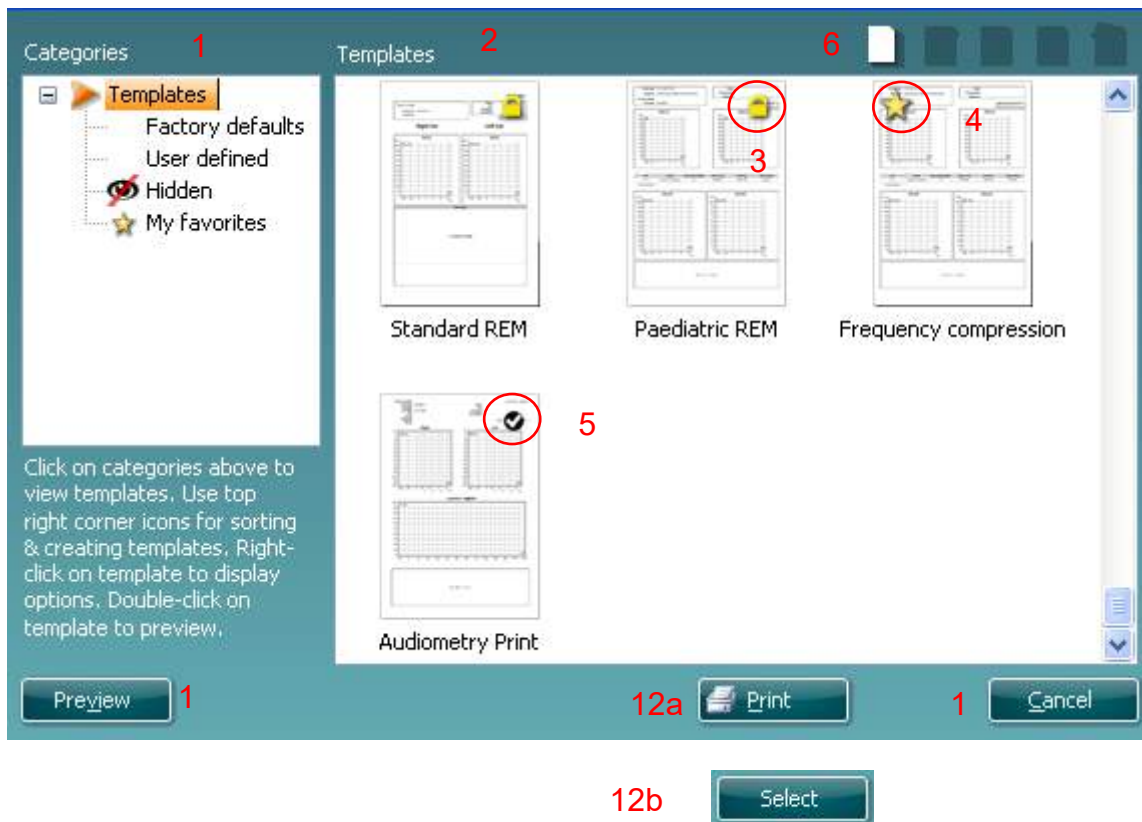 Categories 1
Templates 2 6
Templates
Factory defaults
User defined
Hidden
My favorites
3
4
Standard REM
Paediatric REM
Frequency compression
5
Audiometry Print
Click on categories above to
view templates. Use top
right corner icons for sorting
& creating templates. Right-
click on template to display
options. Double-click on
template to preview.
Preview 1
12a Print
1 Cancel
12b Select